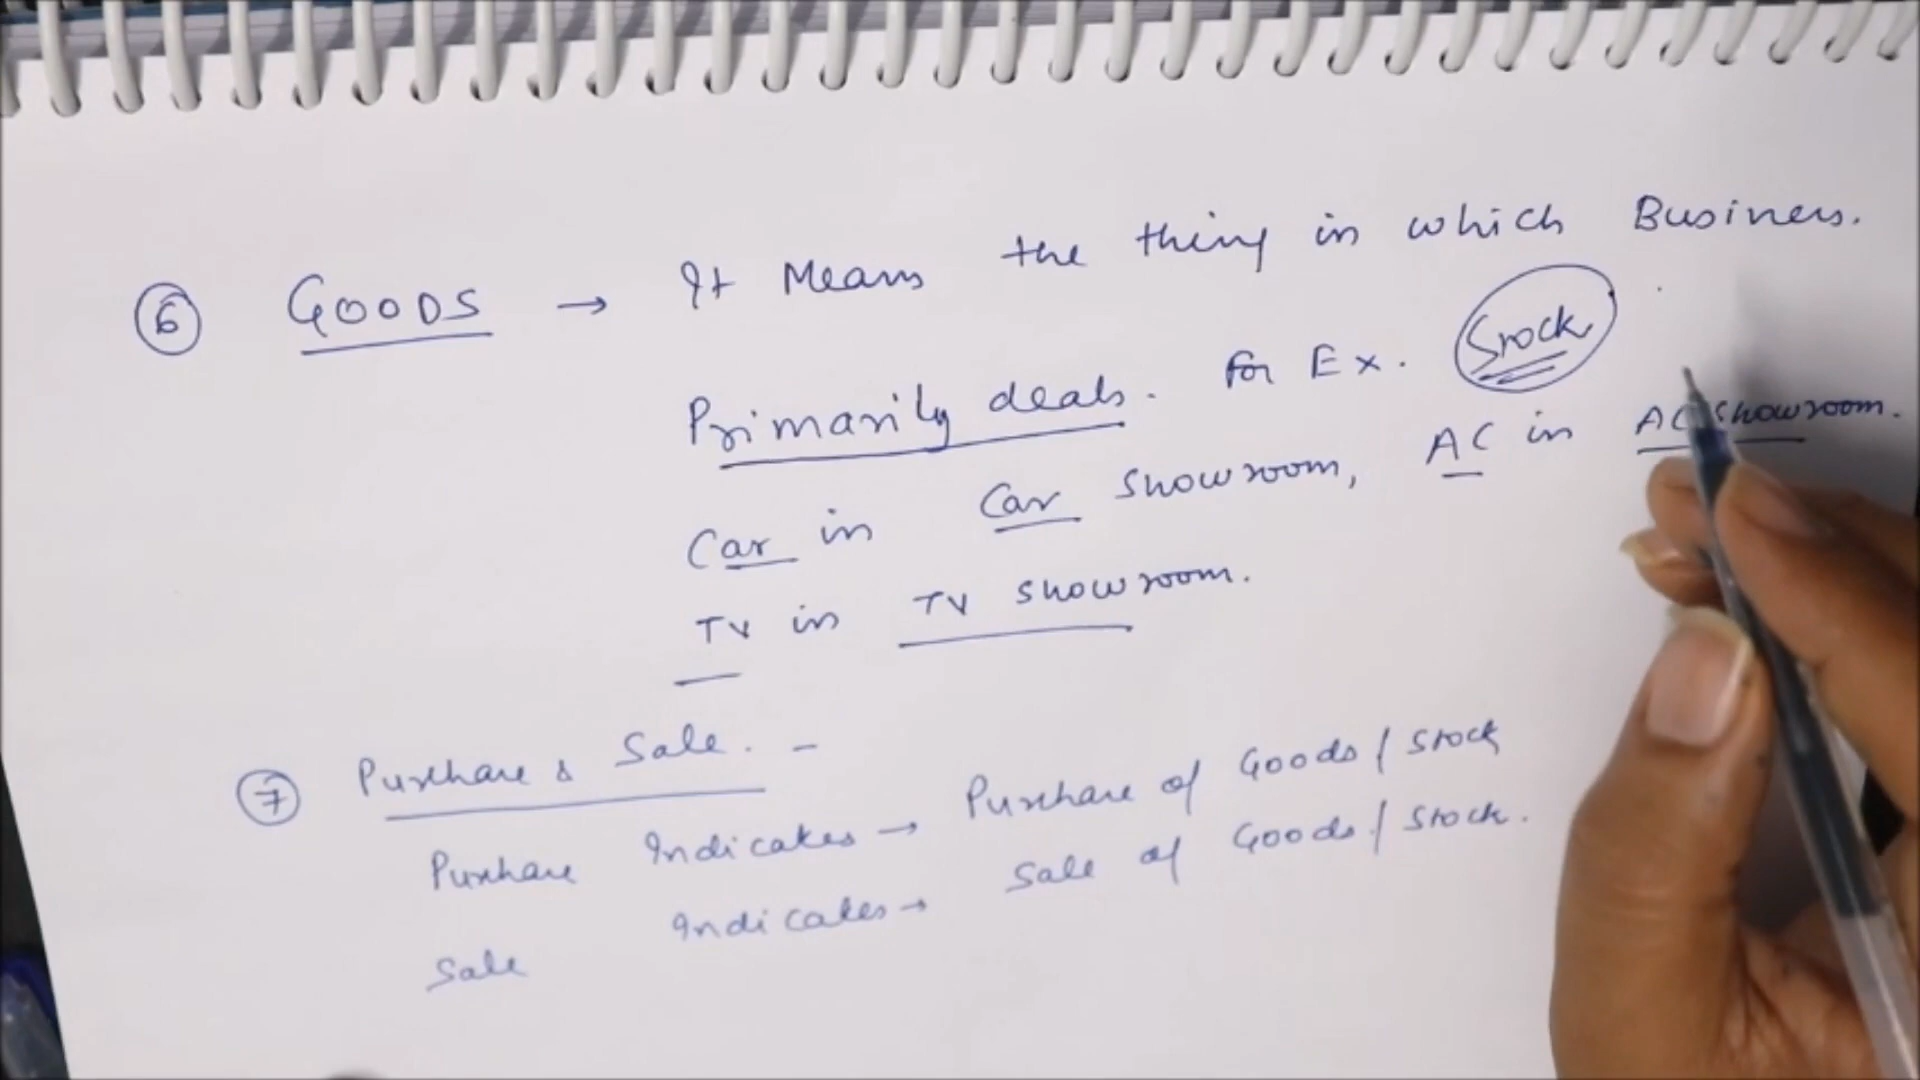 6 GOODS → It Means the thing in which Business.
Primarily deals. for Ex. Stock
Car in Car showroom, AC in AC showroom.
TV in TV showroom.
7 Purchase & Sale. -
Purchase Indicates → Purchase of Goods / Stock
Sale Indicates → Sale of Goods / Stock.